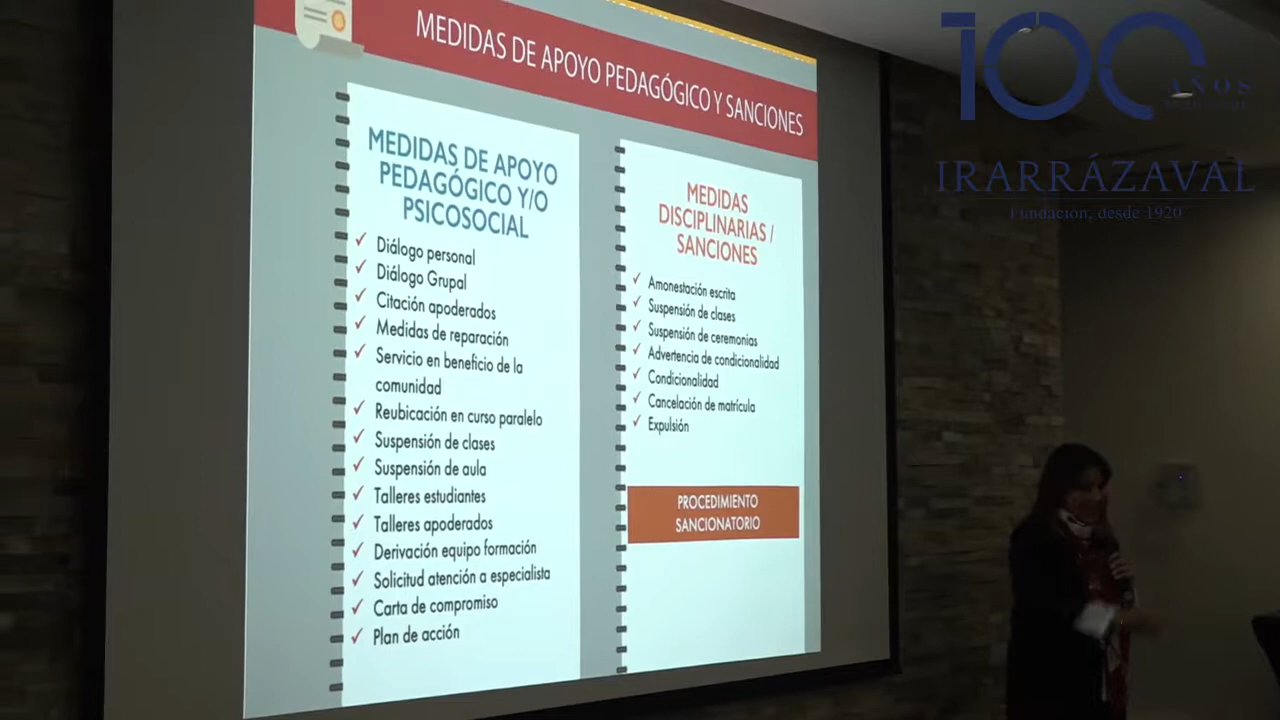 MEDIDAS DE APOYO PEDAGÓGICO Y SANCIONES
MEDIDAS DE APOYO
PEDAGÓGICO Y/O
PSICOSOCIAL
Diálogo personal
Diálogo Grupal
Citación apoderados
Medidas de reparación
Servicio en beneficio de la
comunidad
Reubicación en curso paralelo
Suspensión de clases
Suspensión de aula
Talleres estudiantes
Talleres apoderados
Derivación equipo formación
Solicitud atención a especialista
Carta de compromiso
Plan de acción
MEDIDAS
DISCIPLINARIAS /
SANCIONES
Amonestación escrita
Suspensión de clases
Suspensión de ceremonias
Advertencia de condicionalidad
Condicionalidad
Cancelación de matrícula
Expulsión
PROCEDIMIENTO
SANCIONATORIO
100 AÑOS
IRARRÁZAVAL
Fundación, desde 1920